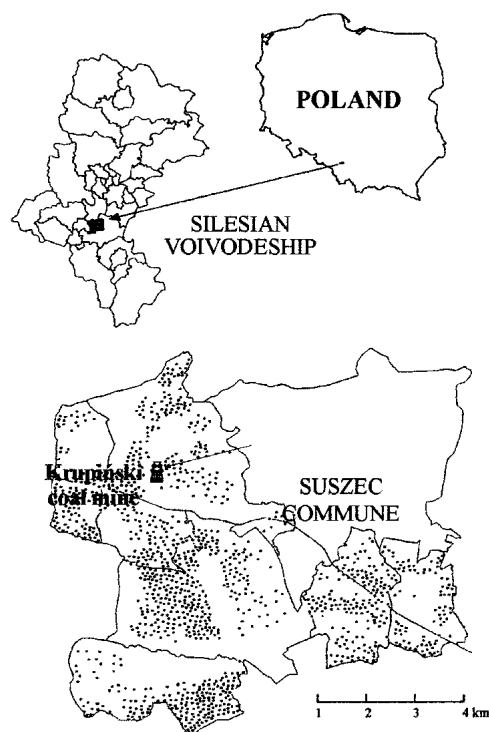 POLAND
SILESIAN
VOIVODESHIP
Krupiński
coal mine
SUSZEC
COMMUNE
1 2 3 4 km